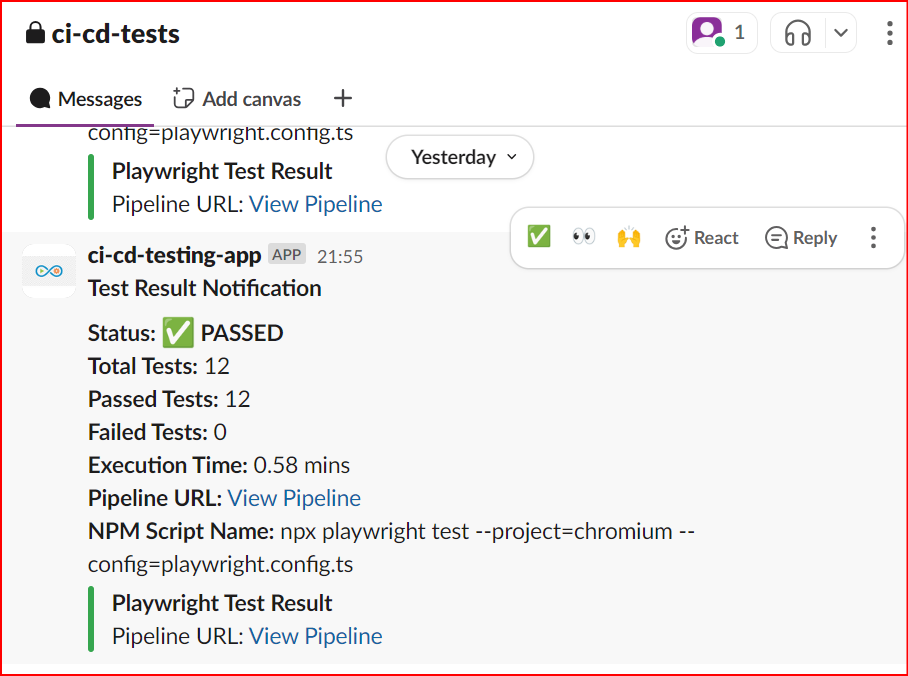 ci-cd-tests
1
Messages
Add canvas
config=playwright.config.ts
Yesterday
Playwright Test Result
Pipeline URL: View Pipeline
React
Reply
ci-cd-testing-app APP 21:55
Test Result Notification
Status: ✅ PASSED
Total Tests: 12
Passed Tests: 12
Failed Tests: 0
Execution Time: 0.58 mins
Pipeline URL: View Pipeline
NPM Script Name: npx playwright test --project=chromium --
config=playwright.config.ts
Playwright Test Result
Pipeline URL: View Pipeline